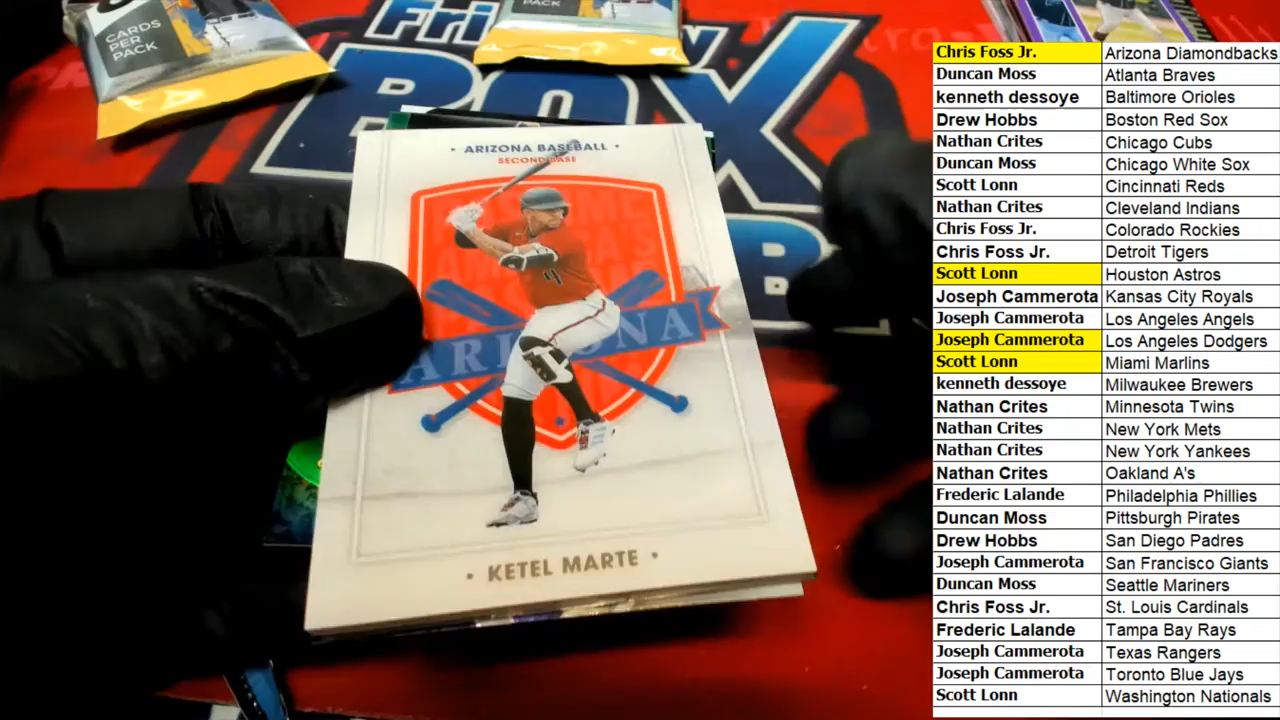 CARDS
PER
PACK
BOX
B
• ARIZONA BASEBALL •
SECOND BASE
4
ARIZONA
• KETEL MARTE •
Chris Foss Jr. Arizona Diamondbacks
Duncan Moss Atlanta Braves
kenneth dessoye Baltimore Orioles
Drew Hobbs Boston Red Sox
Nathan Crites Chicago Cubs
Duncan Moss Chicago White Sox
Scott Lonn Cincinnati Reds
Nathan Crites Cleveland Indians
Chris Foss Jr. Colorado Rockies
Chris Foss Jr. Detroit Tigers
Scott Lonn Houston Astros
Joseph Cammerota Kansas City Royals
Joseph Cammerota Los Angeles Angels
Joseph Cammerota Los Angeles Dodgers
Scott Lonn Miami Marlins
kenneth dessoye Milwaukee Brewers
Nathan Crites Minnesota Twins
Nathan Crites New York Mets
Nathan Crites New York Yankees
Nathan Crites Oakland A's
Frederic Lalande Philadelphia Phillies
Duncan Moss Pittsburgh Pirates
Drew Hobbs San Diego Padres
Joseph Cammerota San Francisco Giants
Duncan Moss Seattle Mariners
Chris Foss Jr. St. Louis Cardinals
Frederic Lalande Tampa Bay Rays
Joseph Cammerota Texas Rangers
Joseph Cammerota Toronto Blue Jays
Scott Lonn Washington Nationals